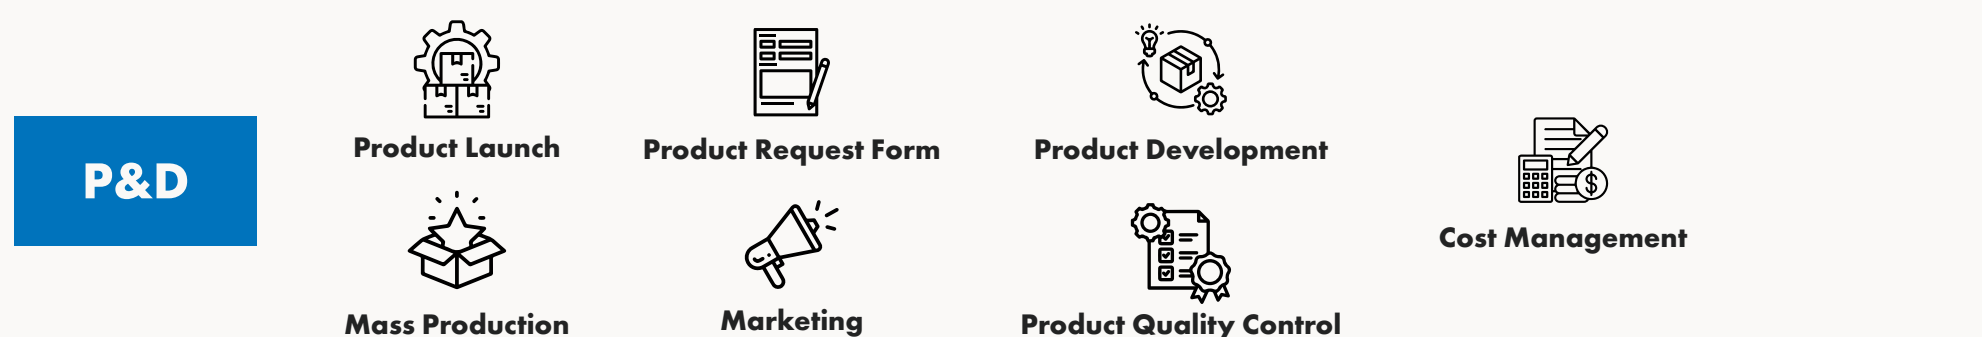 P&D
Product Launch
Product Request Form
Product Development
Cost Management
Mass Production
Marketing
Product Quality Control